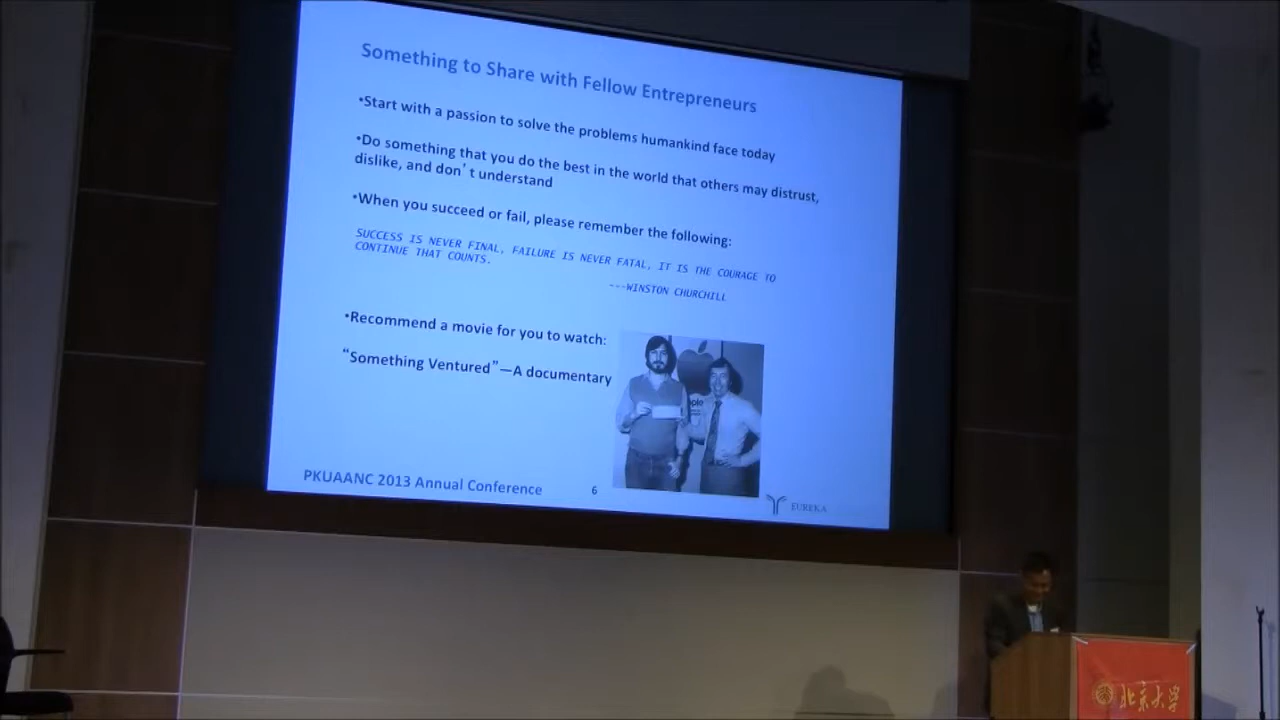 Something to Share with Fellow Entrepreneurs
•Start with a passion to solve the problems humankind face today
•Do something that you do the best in the world that others may distrust,
dislike, and don't understand
•When you succeed or fail, please remember the following:
SUCCESS IS NEVER FINAL, FAILURE IS NEVER FATAL, IT IS THE COURAGE TO
CONTINUE THAT COUNTS.
---WINSTON CHURCHILL
•Recommend a movie for you to watch:
“Something Ventured”—A documentary
ple
PKUAANC 2013 Annual Conference
6
EUREKA
北京大学